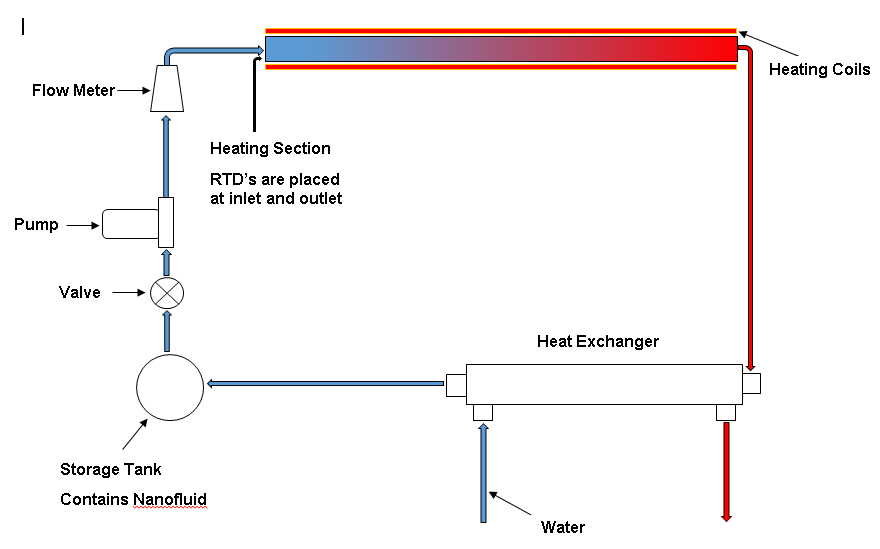 Flow Meter
Heating Coils
Heating Section
RTD's are placed
at inlet and outlet
Pump
Valve
Heat Exchanger
Storage Tank
Contains Nanofluid
Water